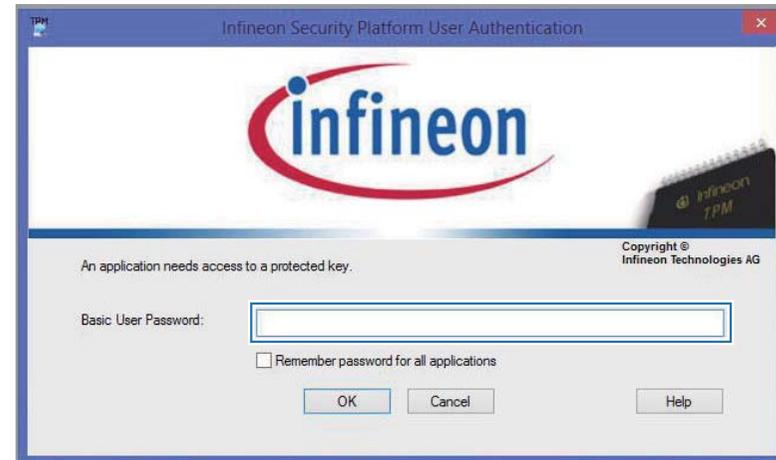 TPM
Infineon Security Platform User Authentication
infineon
Infineon
TPM
Copyright ©
Infineon Technologies AG
An application needs access to a protected key.
Basic User Password:
Remember password for all applications
OK Cancel Help